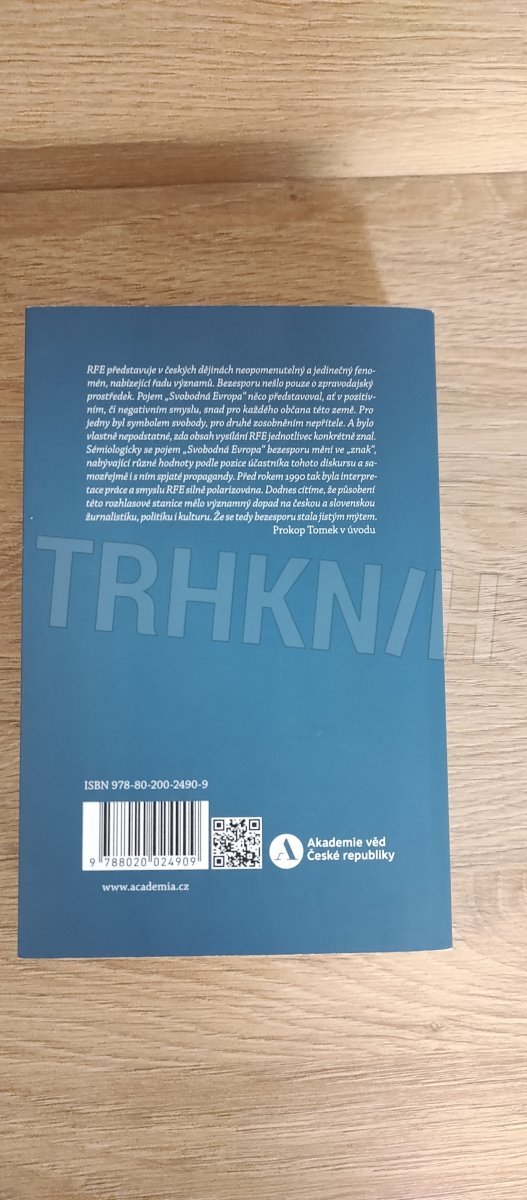 RFE představuje v českých dějinách neopomenutelný a jedinečný feno-
mén, nabízející řadu významů. Bezesporu nešlo pouze o zpravodajský
prostředek. Pojem „Svobodná Evropa“ něco představoval, ať v pozitiv-
ním, či negativním smyslu, snad pro každého občana této země. Pro
jedny byl symbolem svobody, pro druhé zosobněním nepřítele. A bylo
vlastně nepodstatné, zda obsah vysílání RFE jednotlivec konkrétně znal.
Sémiologicky se pojem „Svobodná Evropa“ bezesporu mění ve „znak“,
nabývající různé hodnoty podle pozice účastníka tohoto diskursu a sa-
mozřejmě i s ním spjaté propagandy. Před rokem 1990 tak byla interpre-
tace práce a smyslu RFE silně polarizována. Dodnes cítíme, že působení
této rozhlasové stanice mělo významný dopad na českou a slovenskou
žurnalistiku, politiku i kulturu. Že se tedy bezesporu stala jistým mýtem.
Prokop Tomek v úvodu
TRHKNIH
ISBN 978-80-200-2490-9
9 788020 024909
www.academia.cz
Akademie věd
České republiky